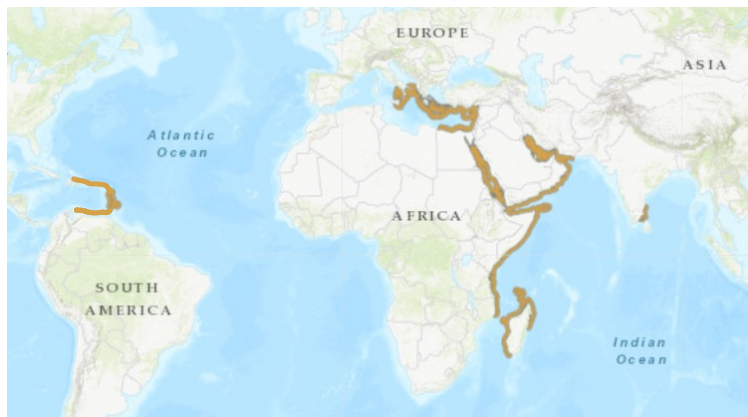 EUROPE
ASIA
Atlantic
Ocean
AFRICA
SOUTH
AMERICA
Indian
Ocean